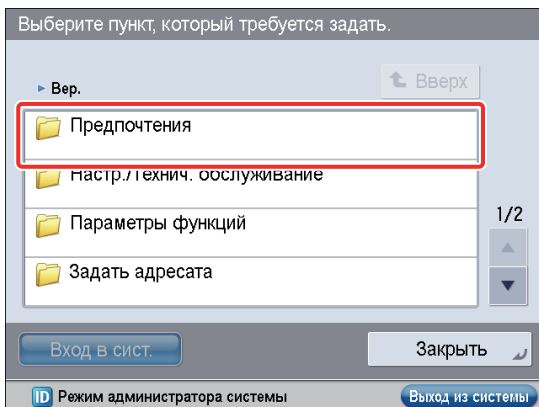 Выберите пункт, который требуется задать.
Вверх
Вер.
Предпочтения
Настр./Технич. обслуживание
Параметры функций
1/2
Задать адресата
Вход в сист.
Закрыть
ID Режим администратора системы
Выход из системы